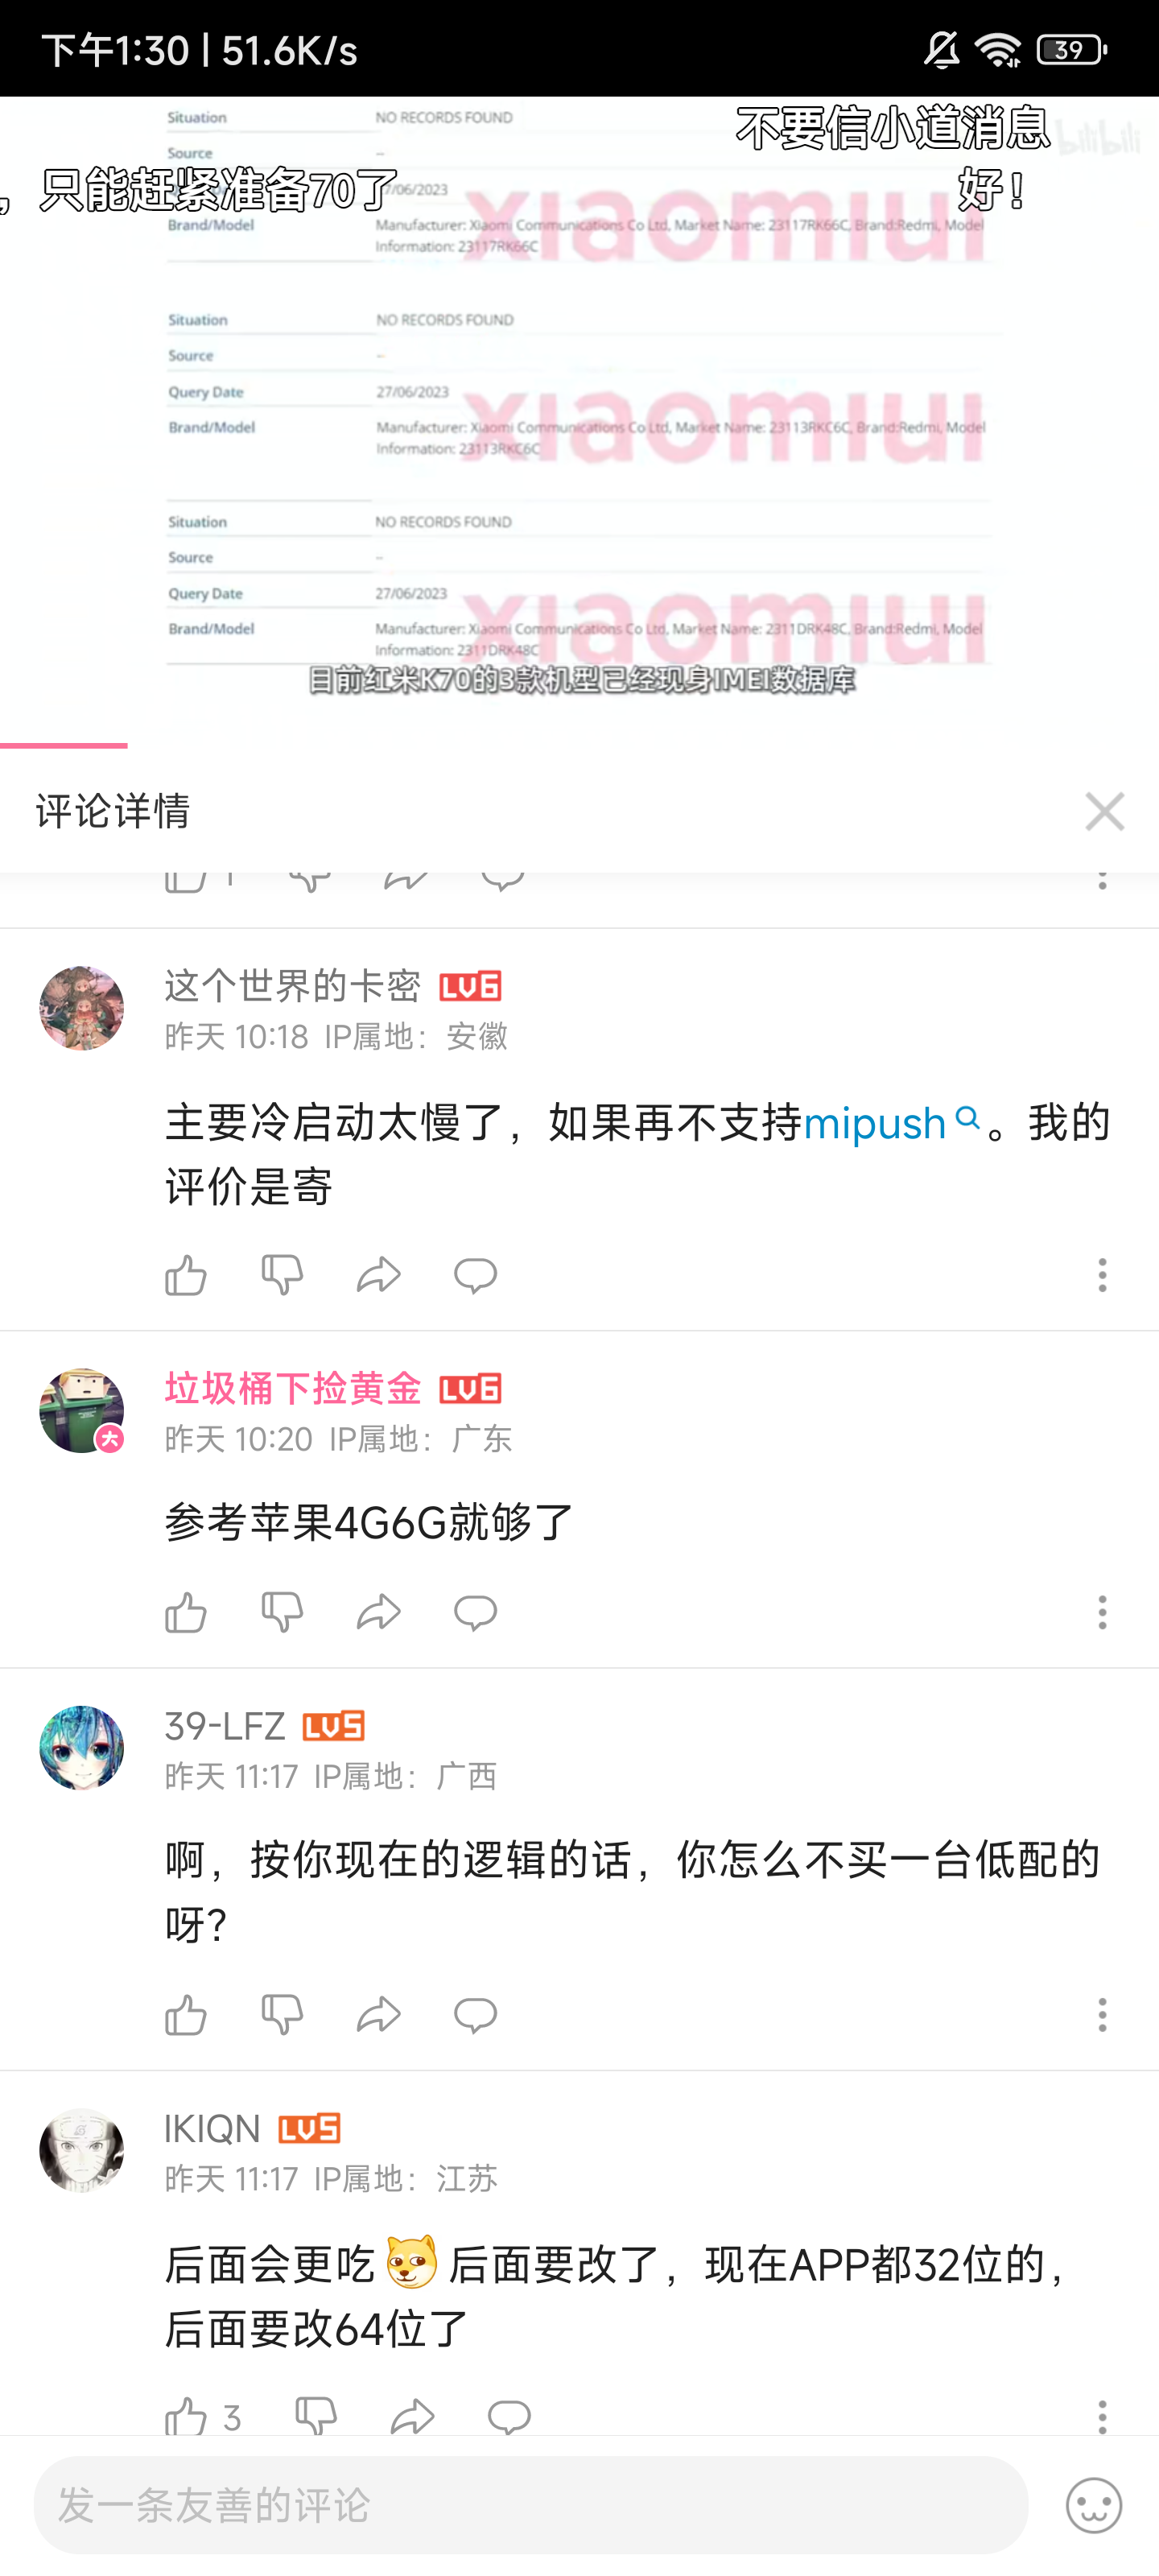 下午1:30 | 51.6K/s
39
Situation NO RECORDS FOUND
不要信小道消息
bilibili
Source --
，只能赶紧准备70了
27/06/2023
好！
Brand/Model Manufacturer: Xiaomi Communications Co Ltd, Market Name: 23117RK66C, Brand:Redmi, Model
Information: 23117RK66C
xiaomiui
Situation NO RECORDS FOUND
Source --
Query Date 27/06/2023
Brand/Model Manufacturer: Xiaomi Communications Co Ltd, Market Name: 23113RKC6C, Brand:Redmi, Model
Information: 23113RKC6C
xiaomiui
Situation NO RECORDS FOUND
Source --
Query Date 27/06/2023
Brand/Model Manufacturer: Xiaomi Communications Co Ltd, Market Name: 2311DRK48C, Brand:Redmi, Model
Information: 2311DRK48C
xiaomiui
目前红米K70的3款机型已经现身IMEI数据库
评论详情
1
这个世界的卡密 LV6
昨天 10:18 IP属地：安徽
主要冷启动太慢了，如果再不支持mipush。我的
评价是寄
垃圾桶下捡黄金 LV6
大
昨天 10:20 IP属地：广东
参考苹果4G6G就够了
39-LFZ LV5
昨天 11:17 IP属地：广西
啊，按你现在的逻辑的话，你怎么不买一台低配的
呀？
IKIQN LV5
昨天 11:17 IP属地：江苏
后面会更吃后面要改了，现在APP都32位的，
后面要改64位了
3
发一条友善的评论